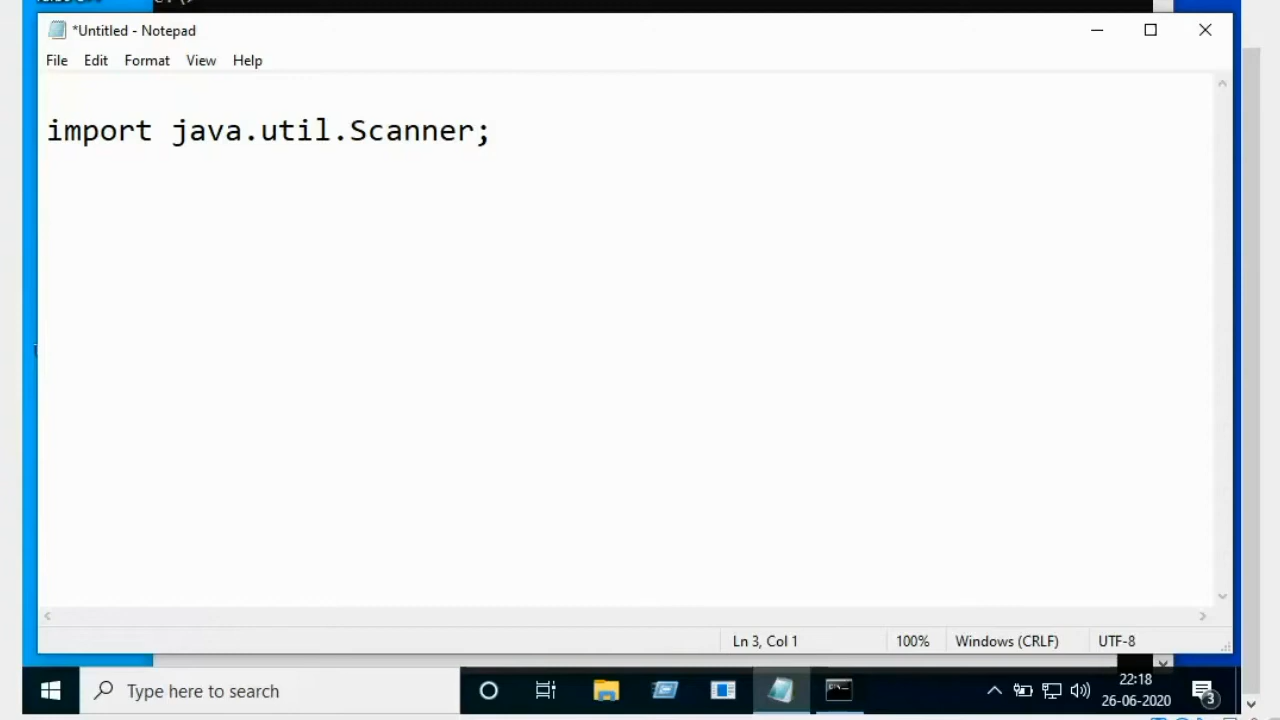 *Untitled - Notepad
File Edit Format View Help
import java.util.Scanner;
Ln 3, Col 1 100% Windows (CRLF) UTF-8
Type here to search
22:18
26-06-2020
3